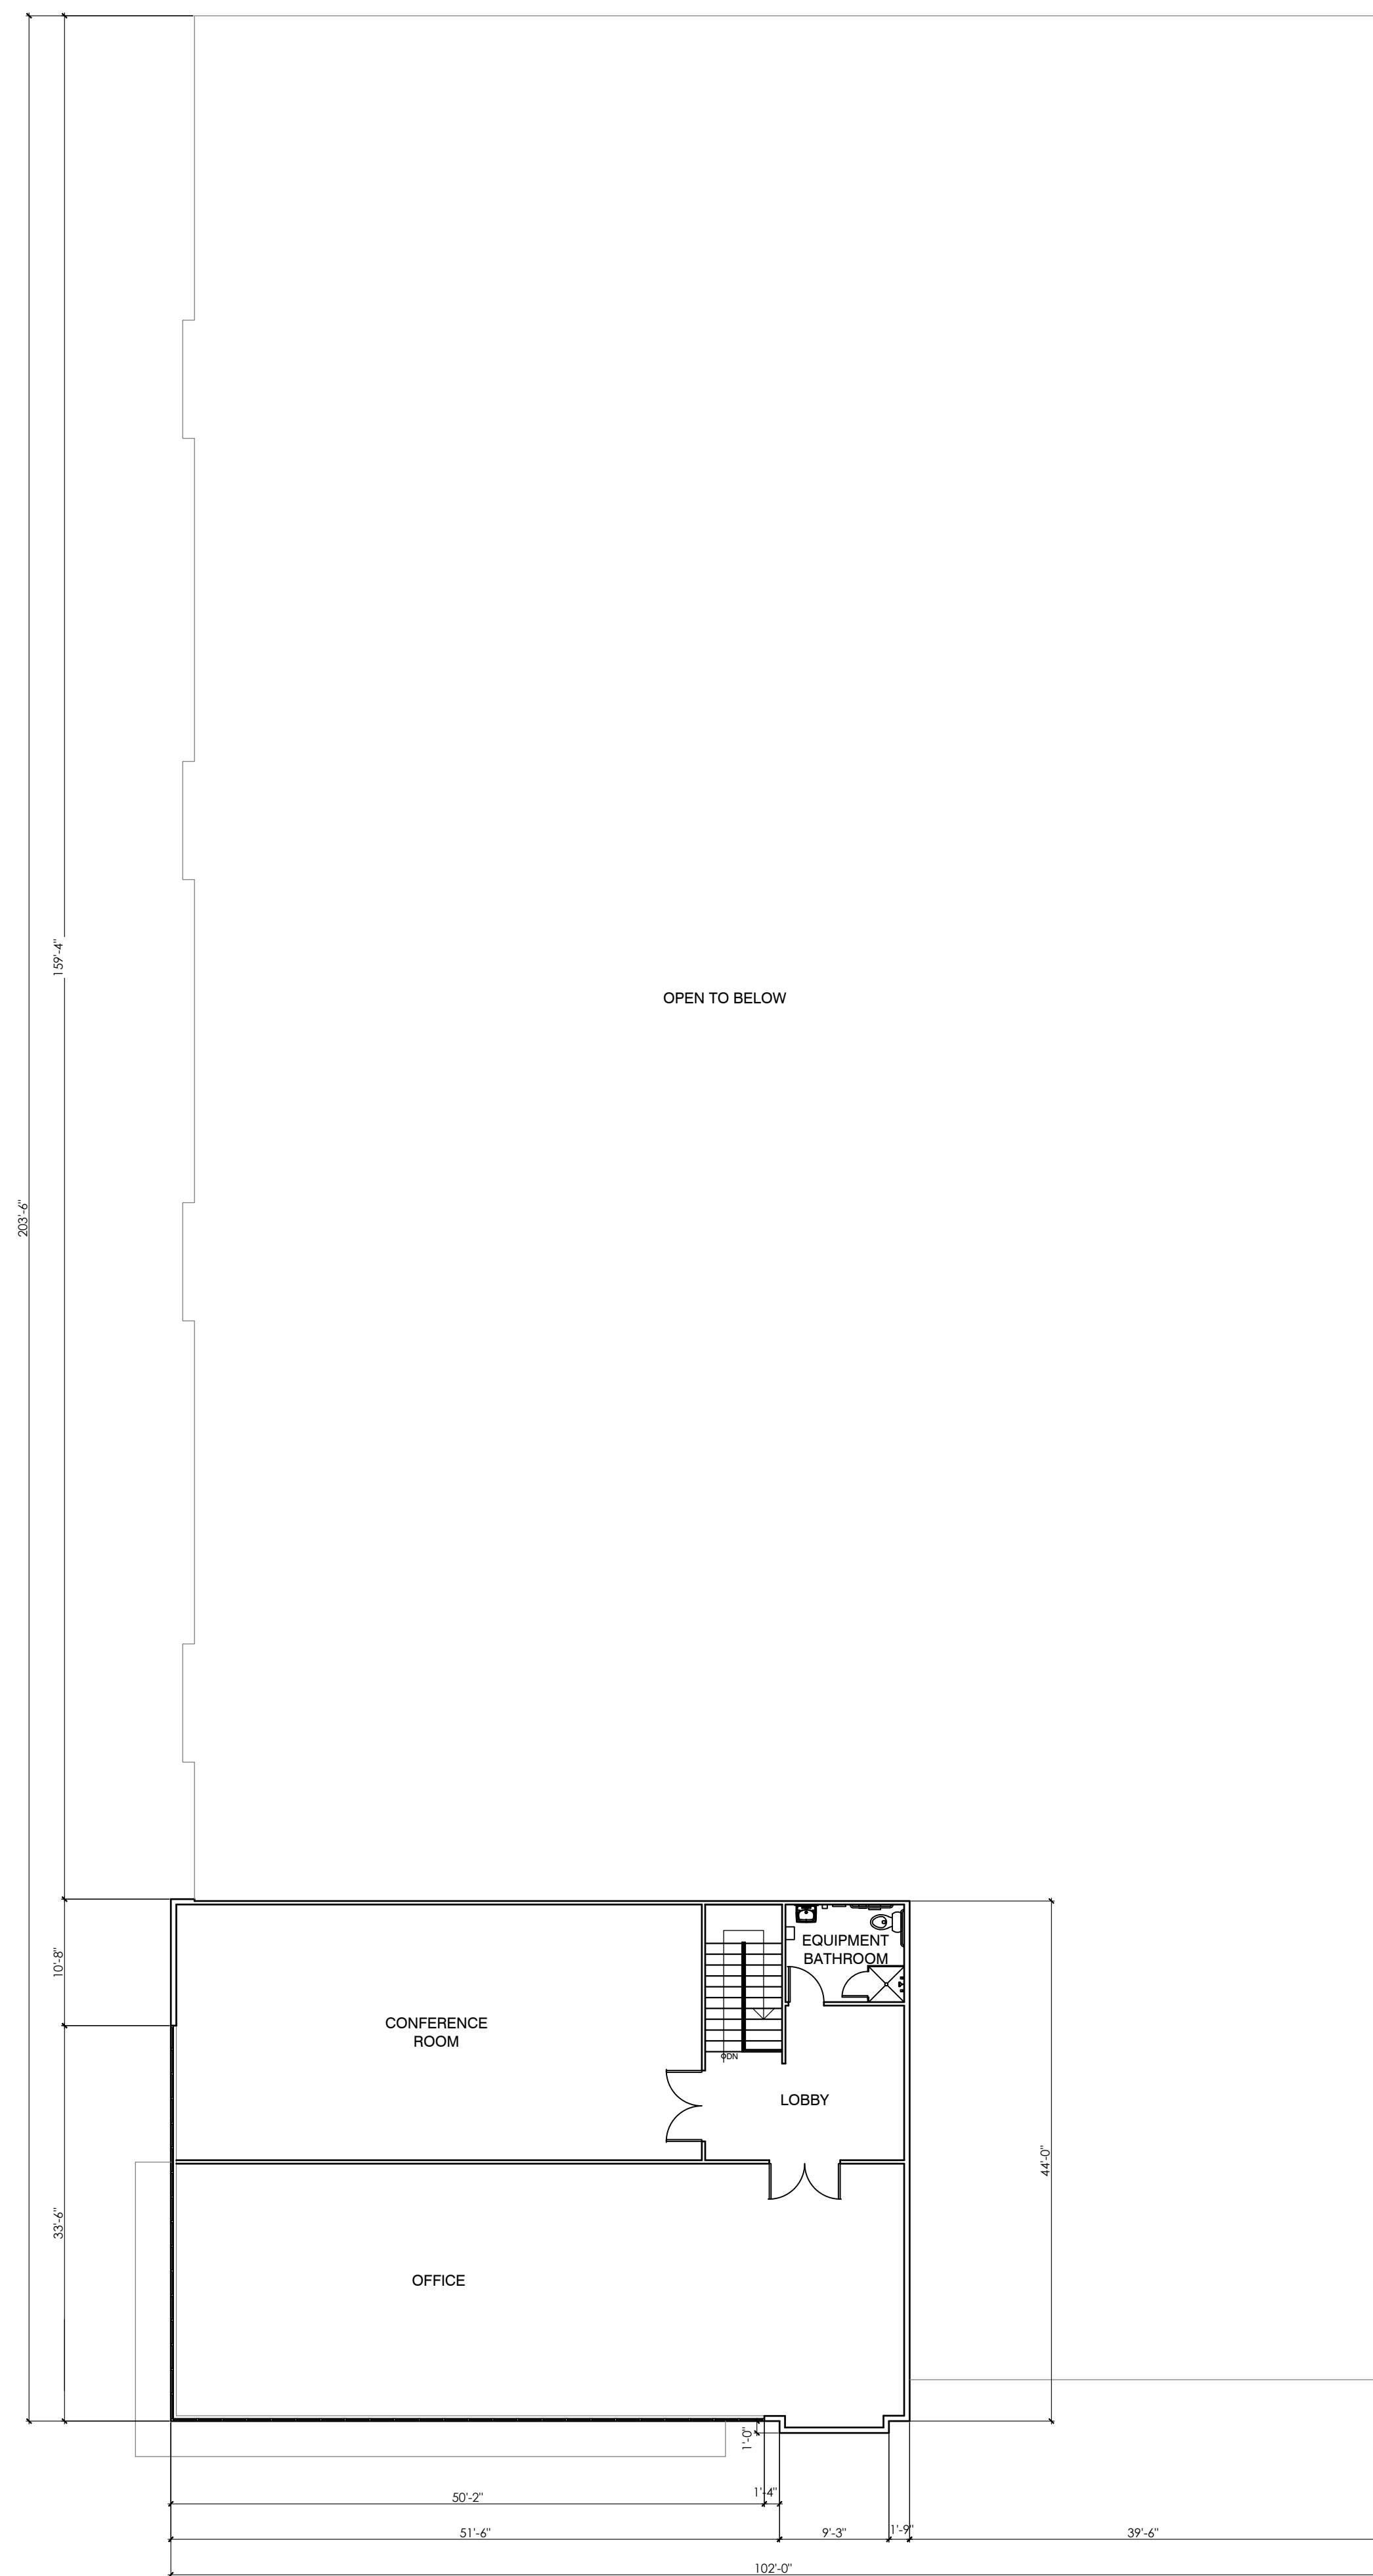 159'-4"
OPEN TO BELOW
203'-6"
EQUIPMENT
BATHROOM
10'-8"
CONFERENCE
ROOM
DN
LOBBY
44'-0"
33'-6"
OFFICE
1'-0"
1'-4"
50'-2"
51'-6"
9'-3"
1'-9"
39'-6"
102'-0"